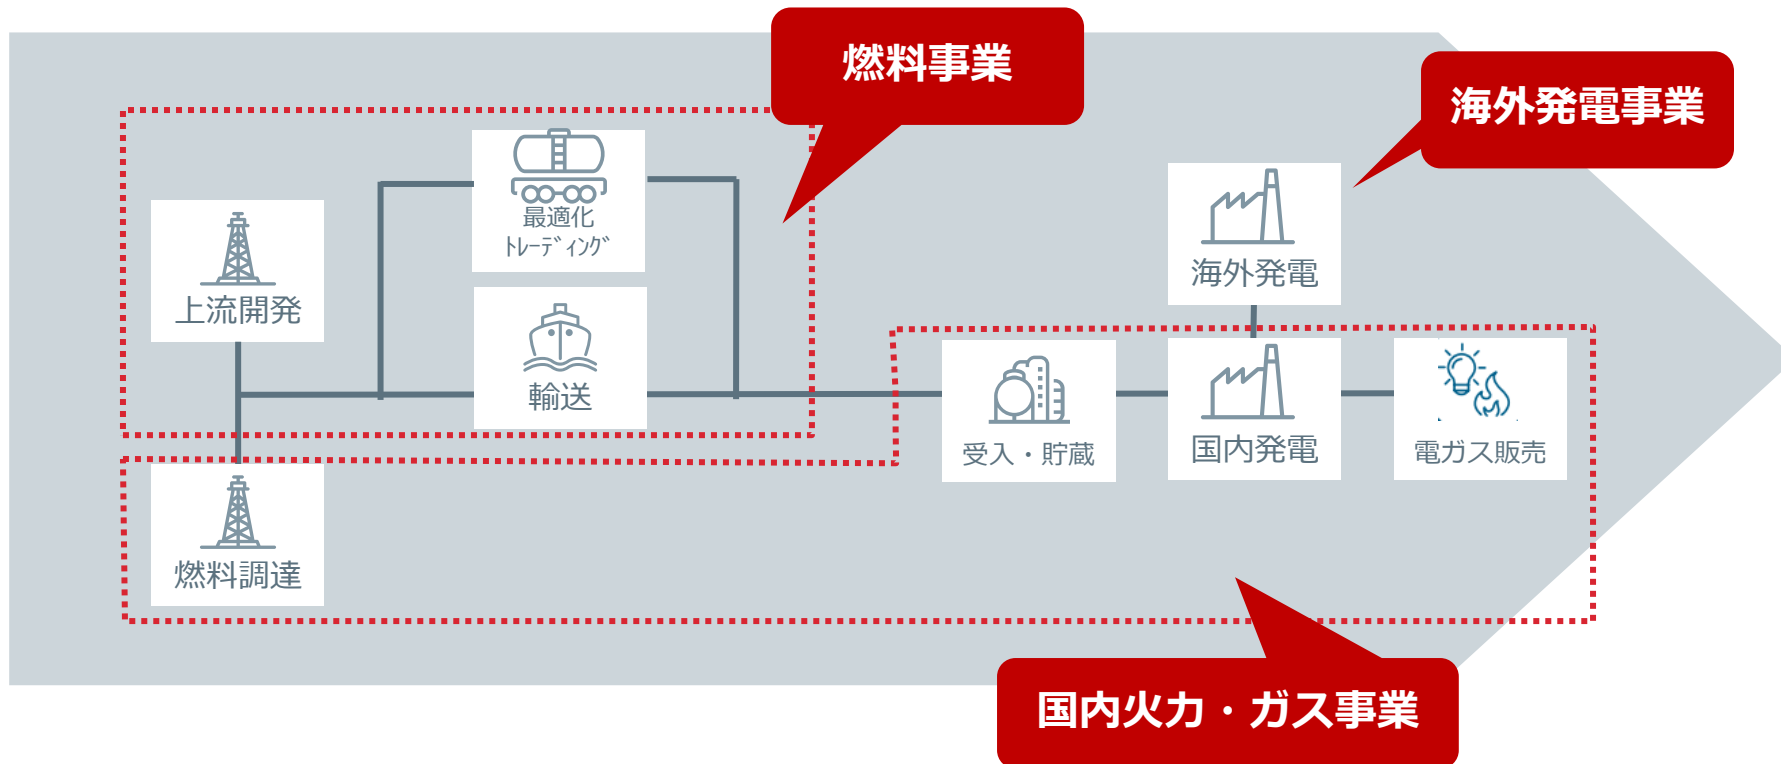 燃料事業
海外発電事業
最適化
ﾄﾚｰﾃﾞｨﾝｸﾞ
上流開発
海外発電
輸送
受入・貯蔵
国内発電
電ガス販売
燃料調達
国内火力・ガス事業